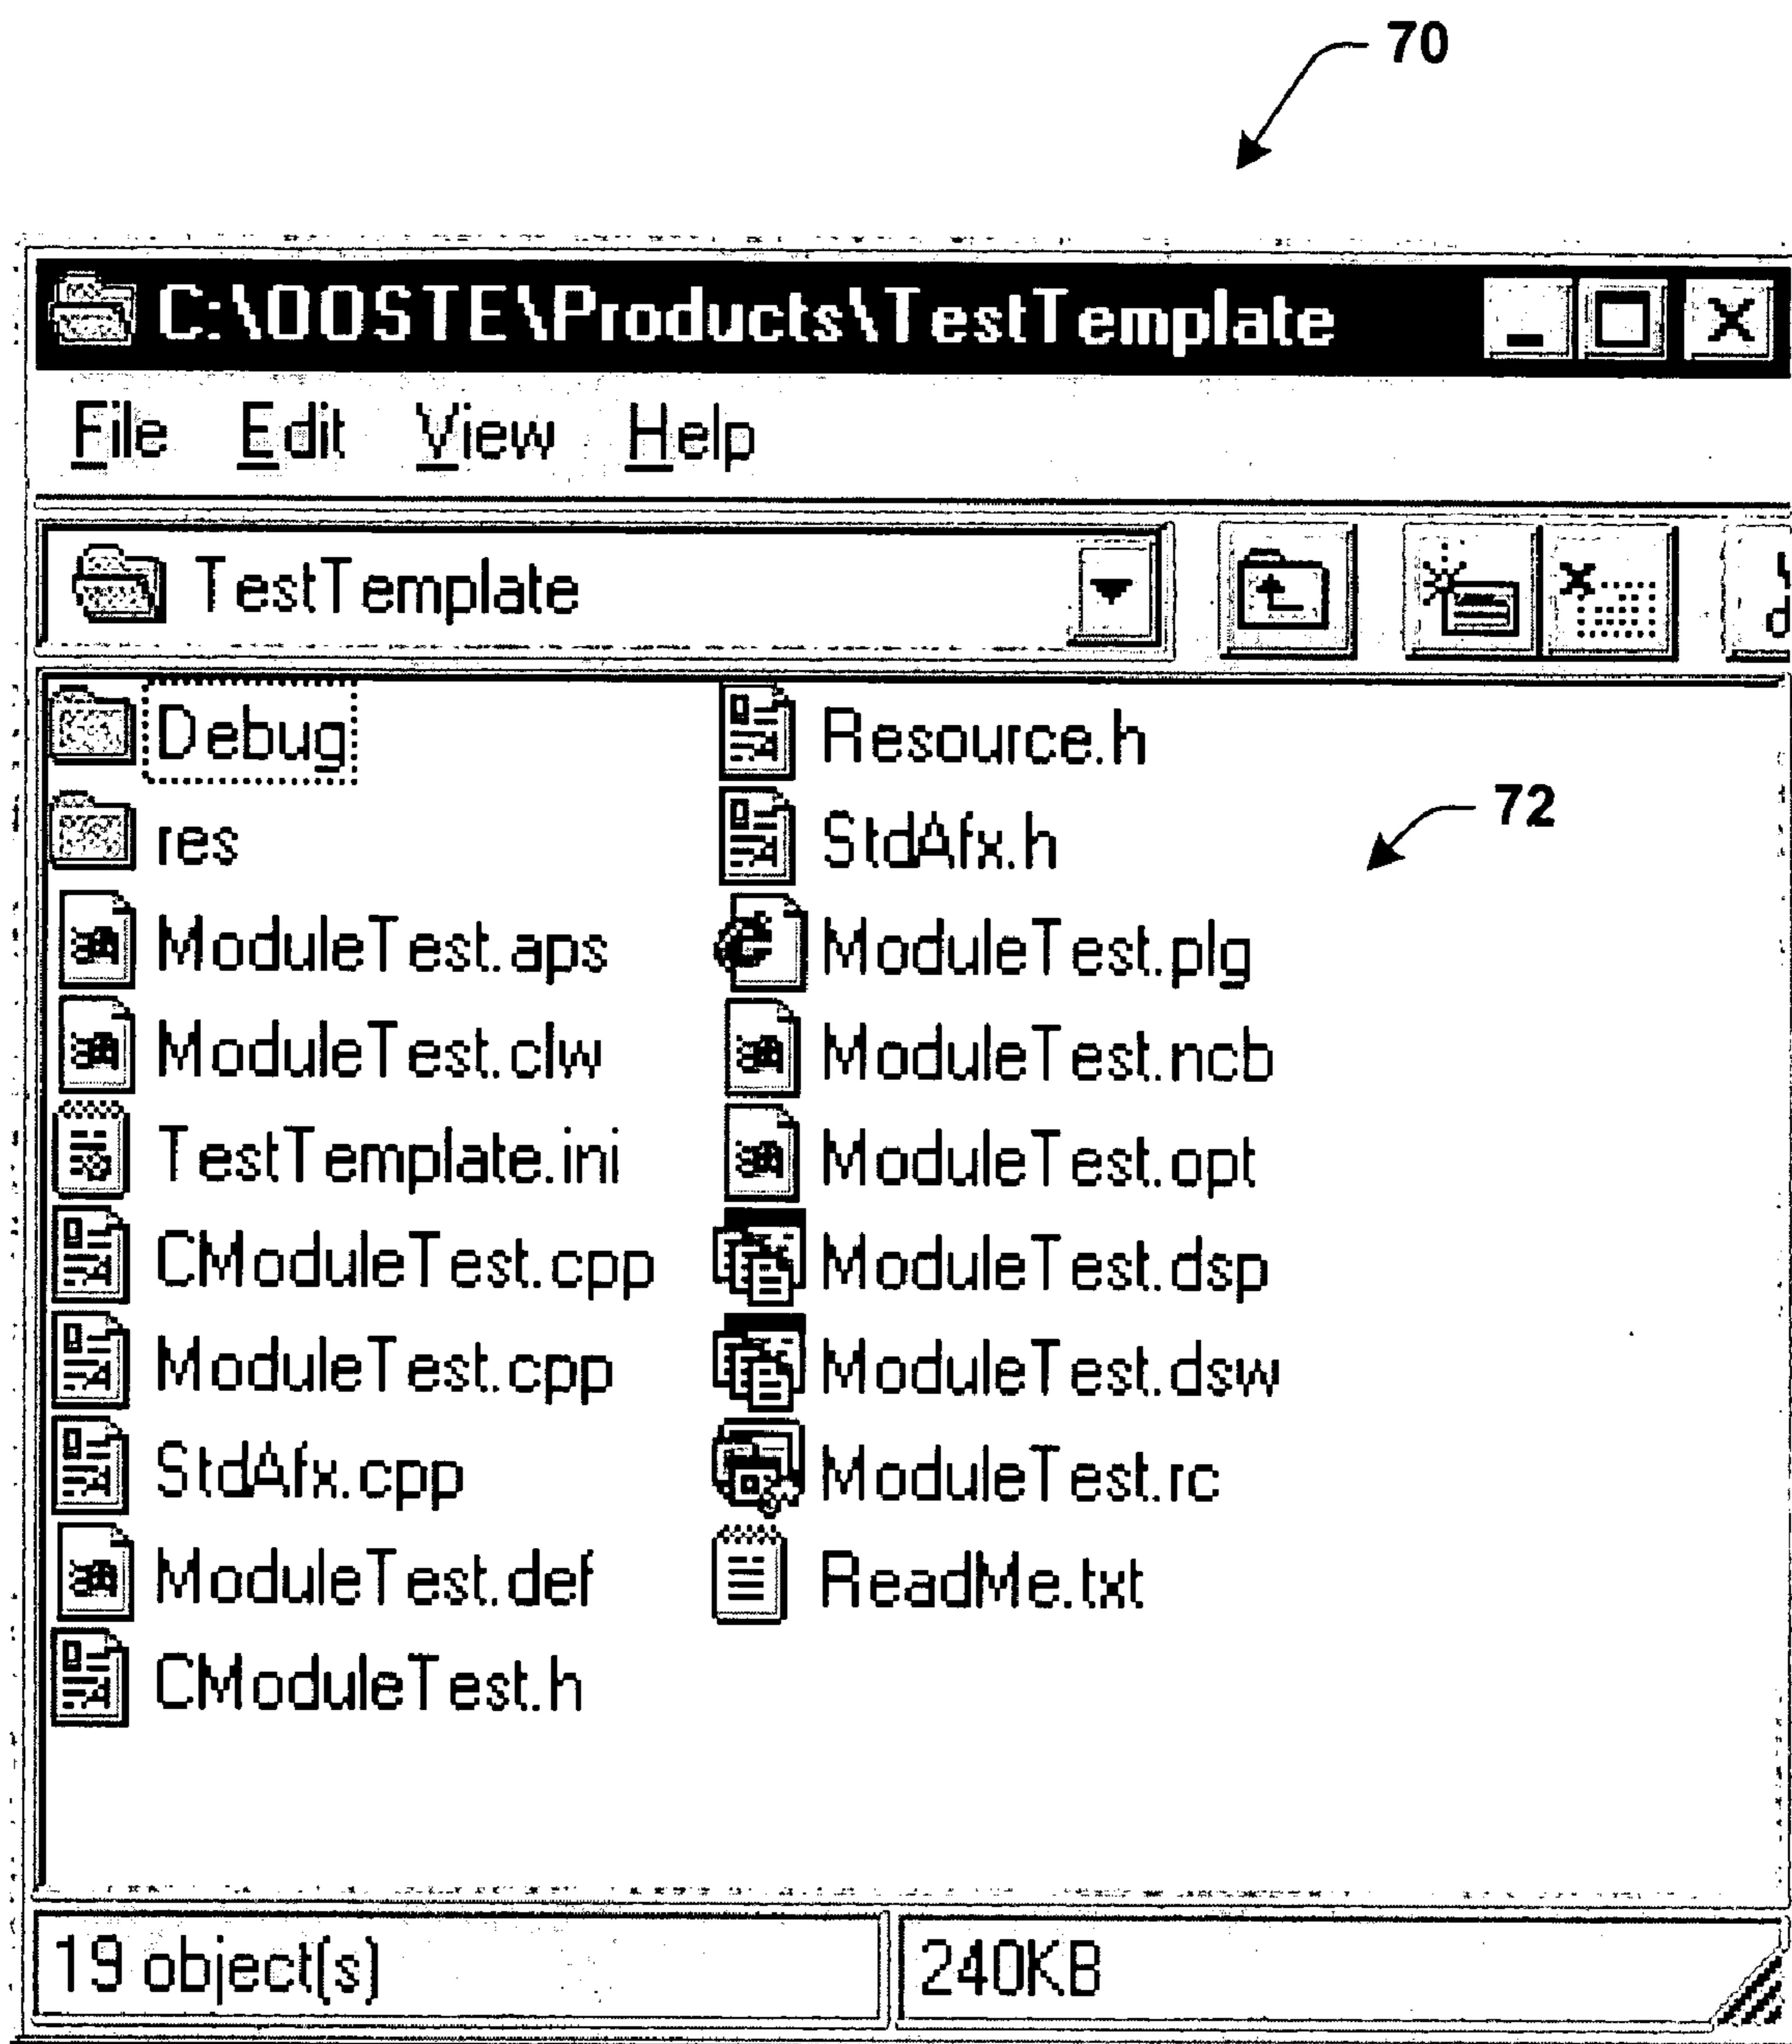 70
C:\OOSTE\Products\TestTemplate
File Edit View Help
TestTemplate
Debug
res
ModuleTest.aps
ModuleTest.clw
TestTemplate.ini
CModuleTest.cpp
ModuleTest.cpp
StdAfx.cpp
ModuleTest.def
CModuleTest.h
Resource.h
StdAfx.h
72
ModuleTest.plg
ModuleTest.ncb
ModuleTest.opt
ModuleTest.dsp
ModuleTest.dsw
ModuleTest.rc
ReadMe.txt
19 object(s)
240KB